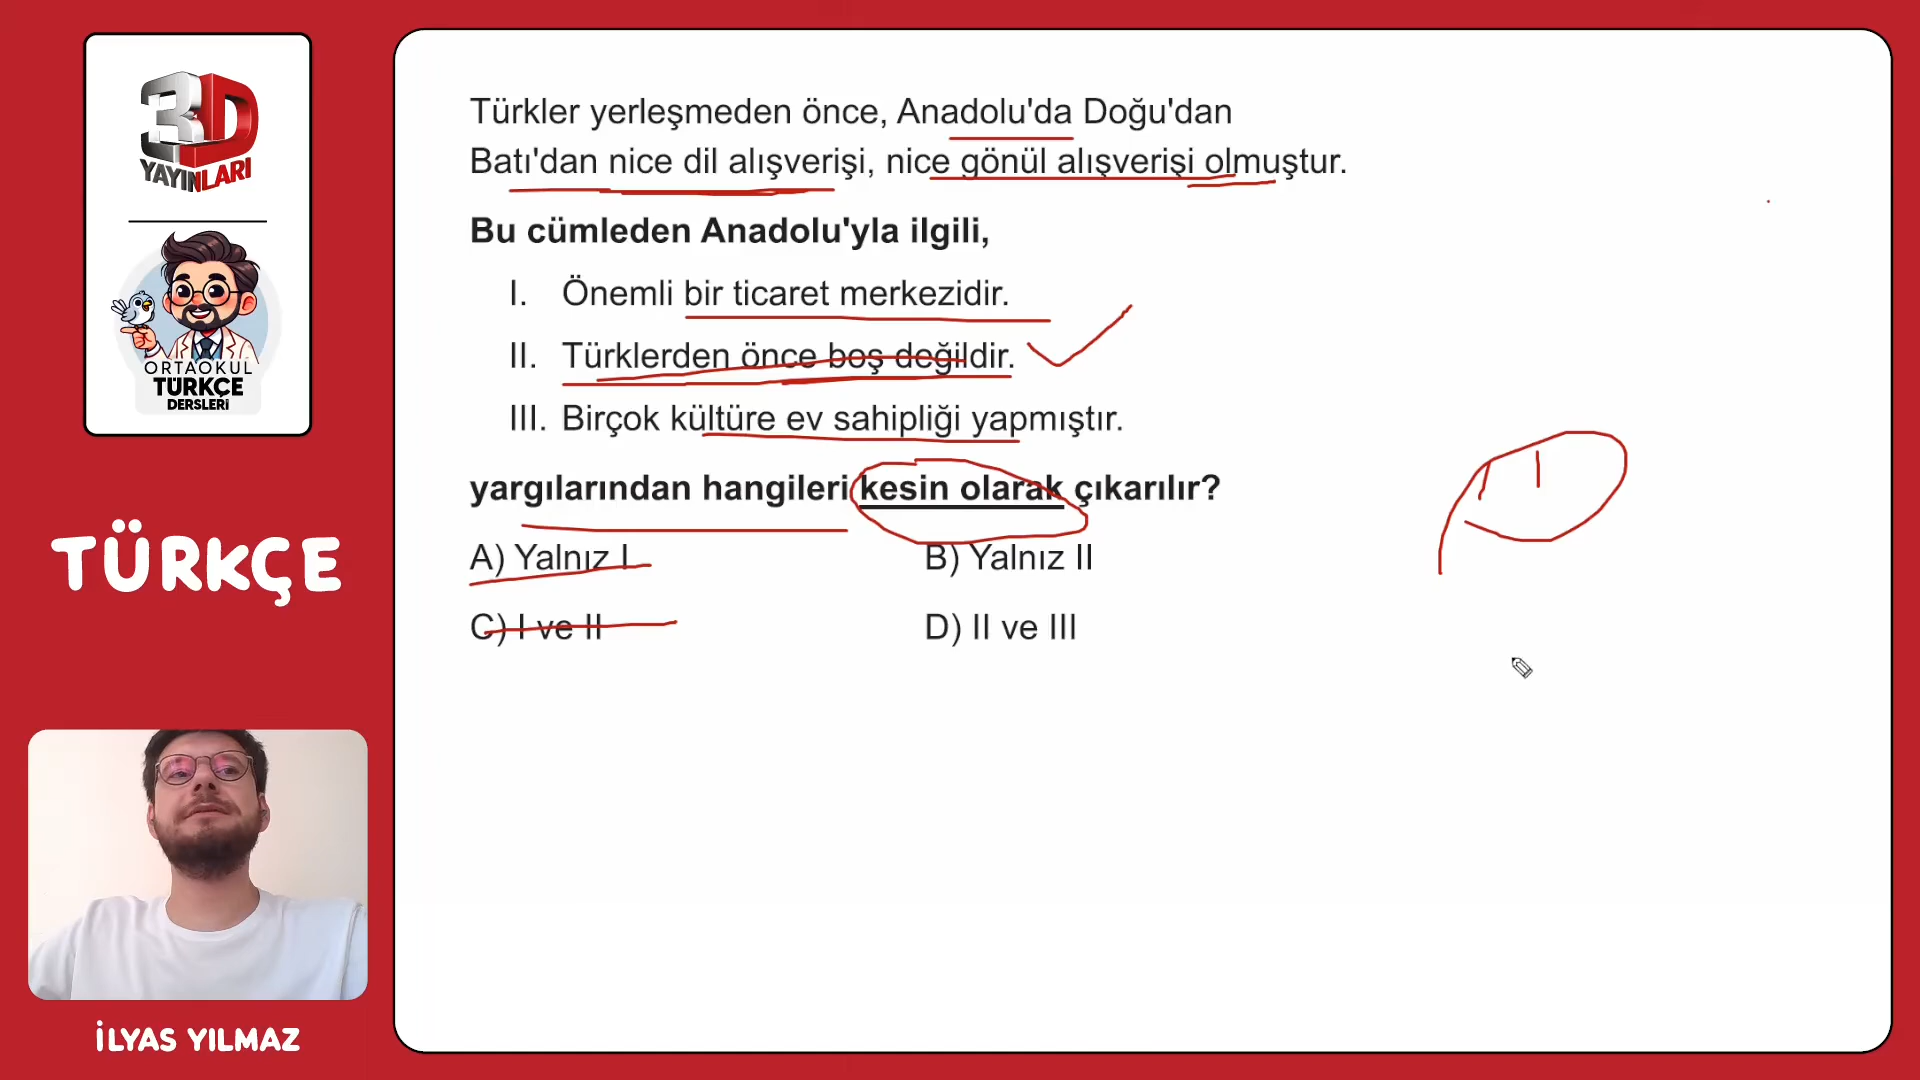 3D
YAYINLARI
ORTAOKUL
TÜRKÇE
DERSLERİ
TÜRKÇE
İLYAS YILMAZ
Türkler yerleşmeden önce, Anadolu'da Doğu'dan
Batı'dan nice dil alışverişi, nice gönül alışverişi olmuştur.
Bu cümleden Anadolu'yla ilgili,
I. Önemli bir ticaret merkezidir.
II. Türklerden önce boş değildir.
III. Birçok kültüre ev sahipliği yapmıştır.
yargılarından hangileri kesin olarak çıkarılır?
A) Yalnız I
B) Yalnız II
C) I ve II
D) II ve III